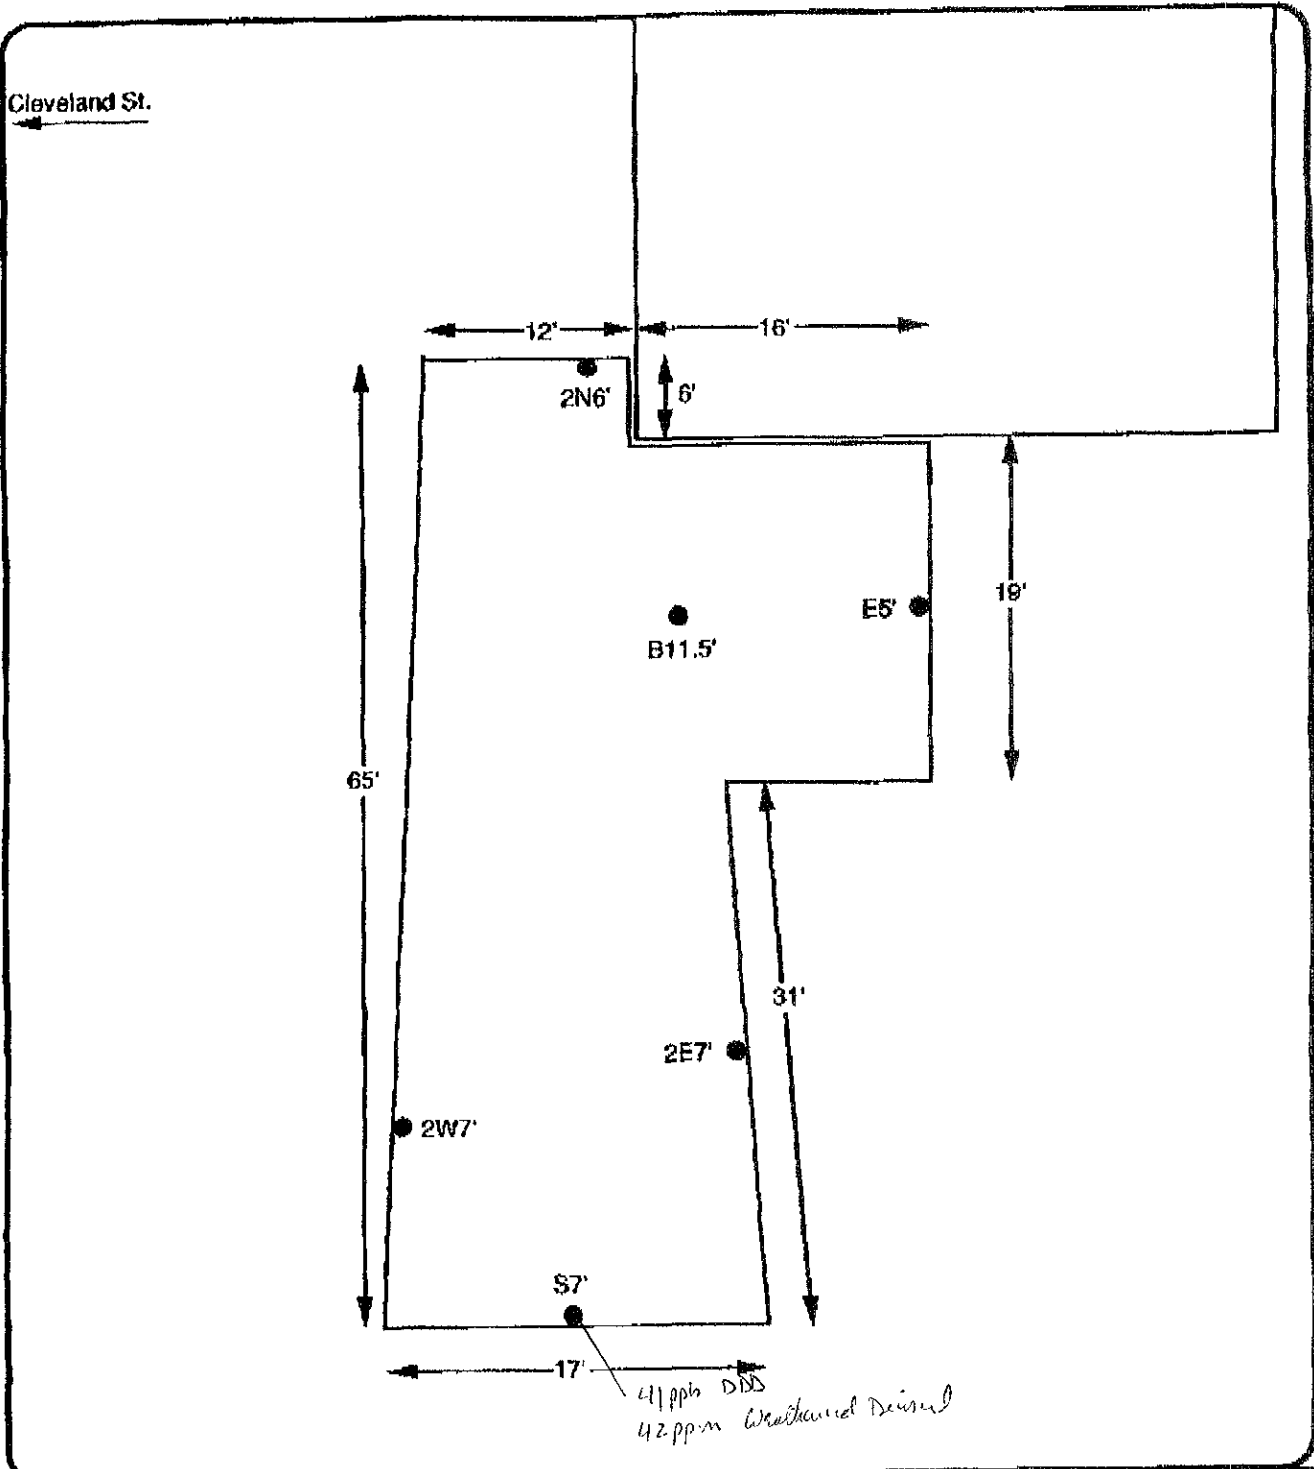 Cleveland St.
12'
16'
2N6'
6'
E5'
19'
B11.5'
65'
31'
2E7'
2W7'
S7'
17'
41 ppb DDD
42 ppm Weathered Deisel